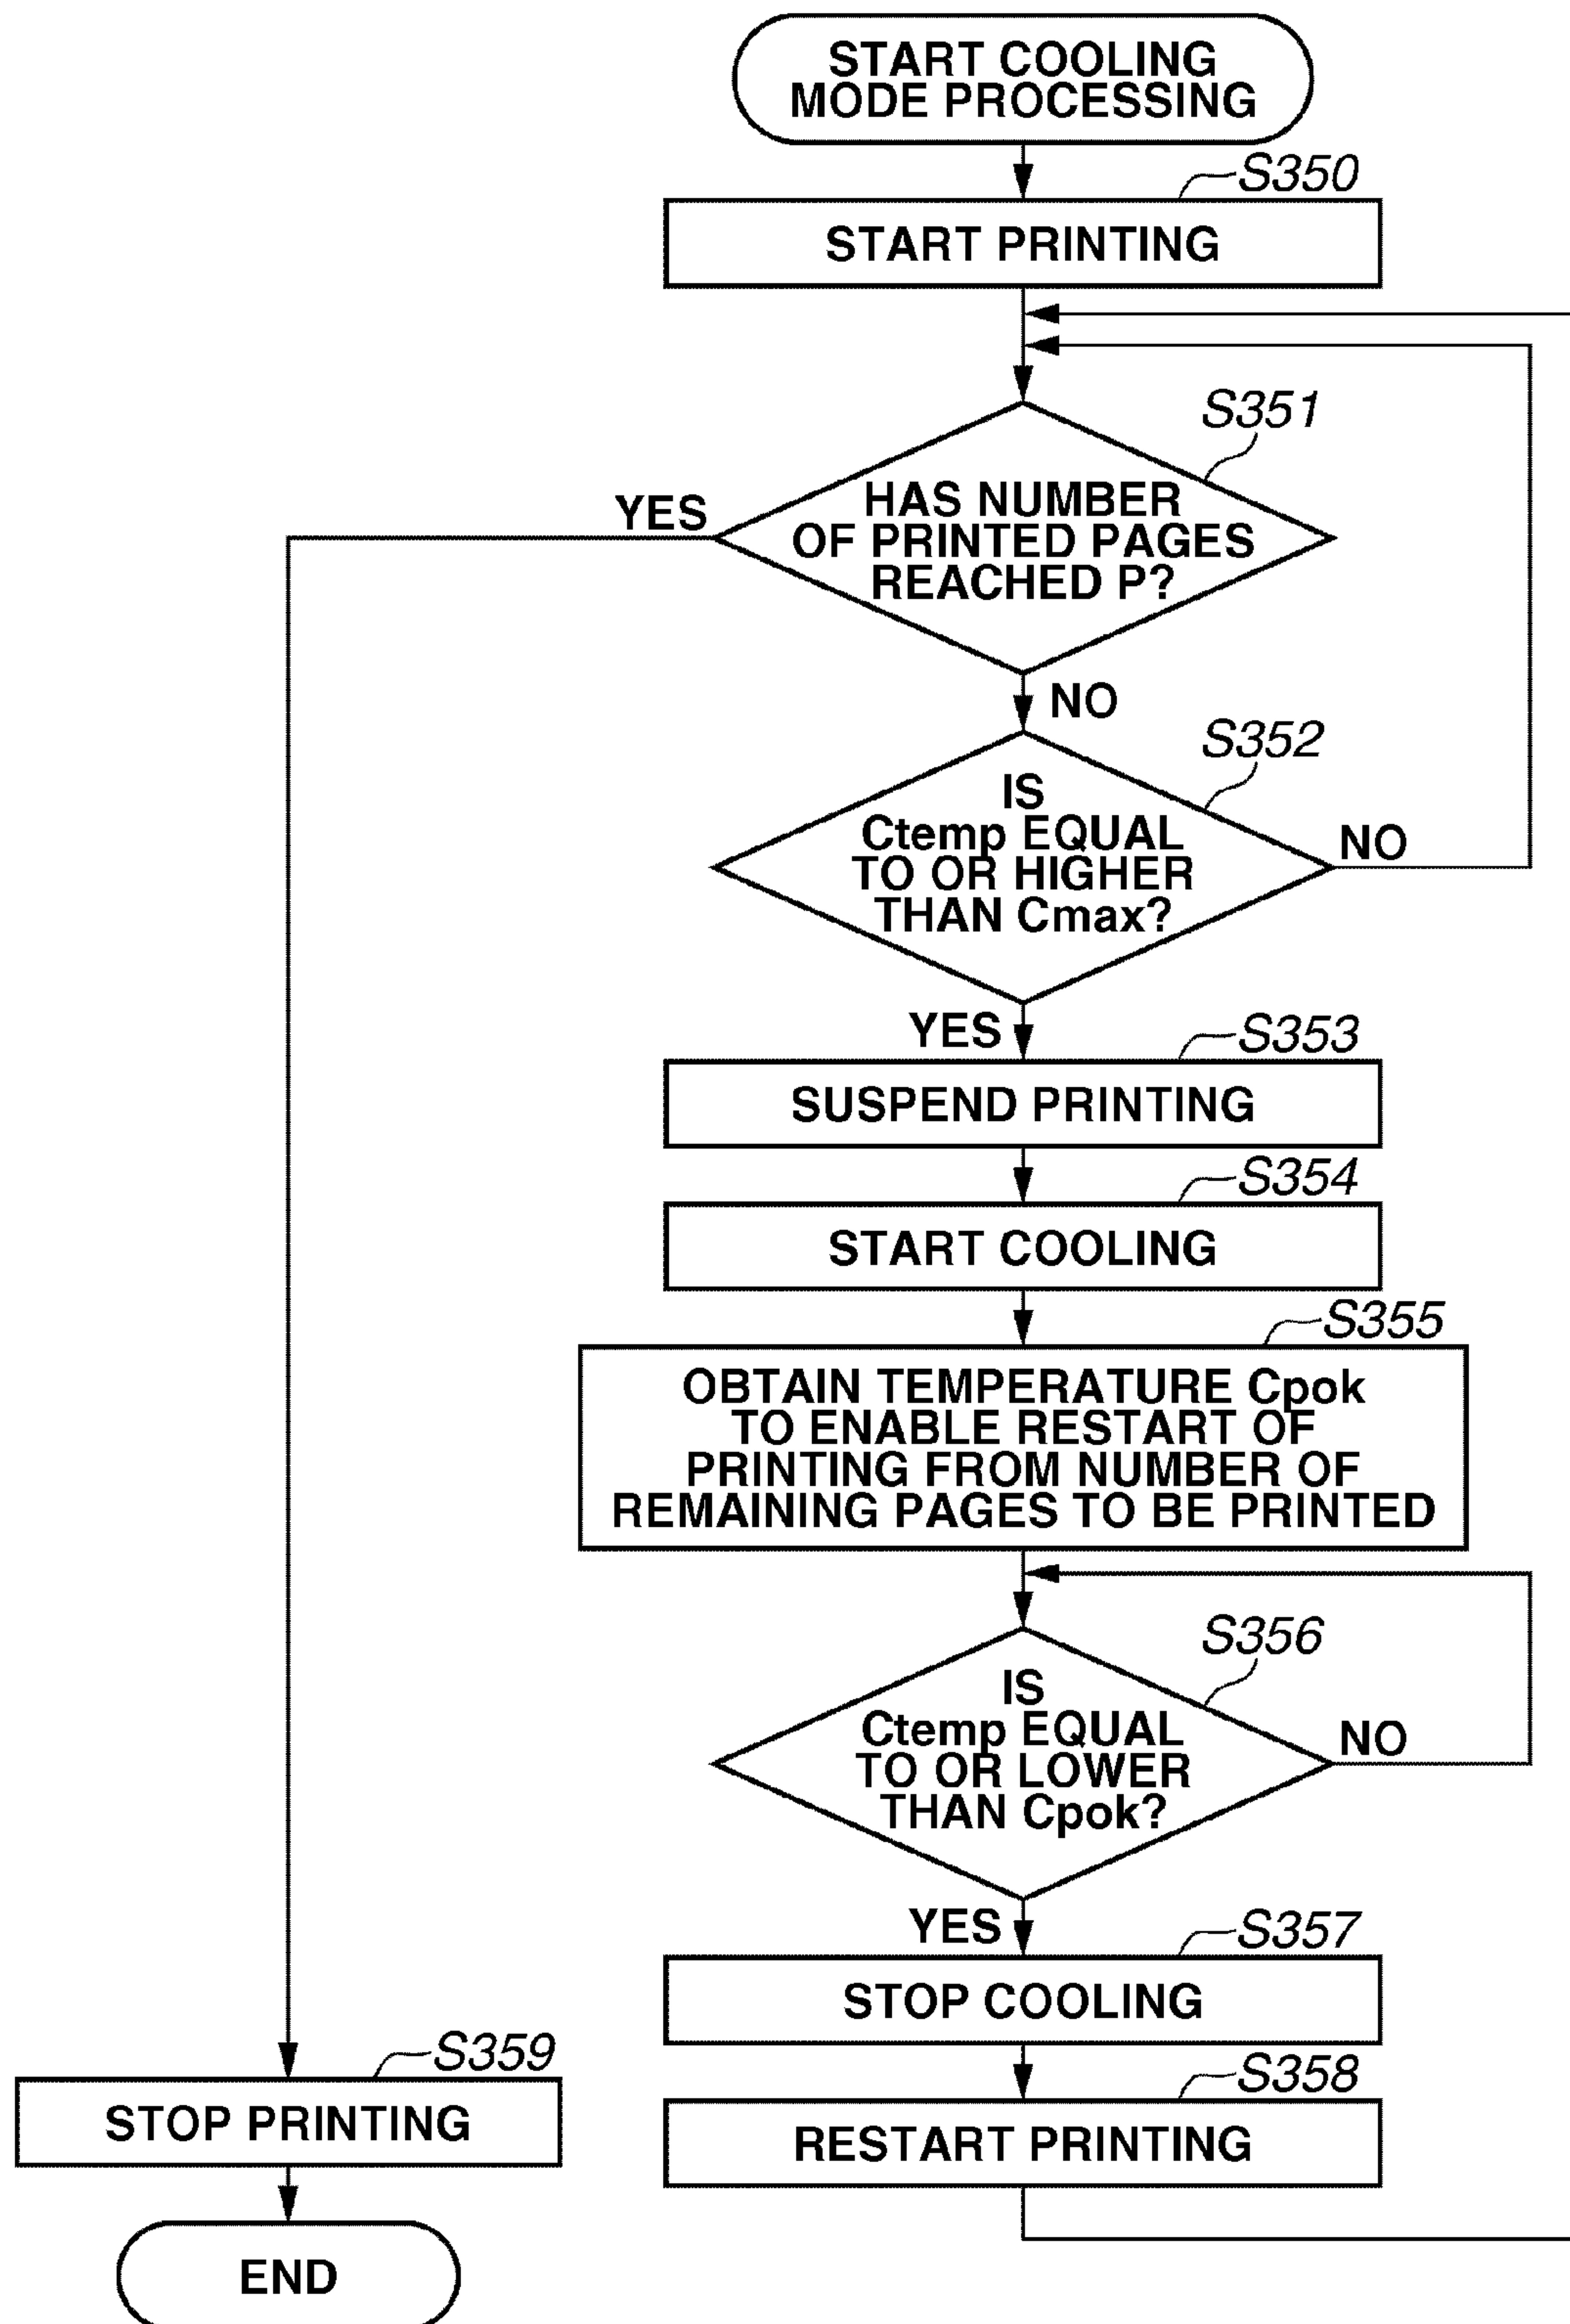 START COOLING
MODE PROCESSING
S350
START PRINTING
S351
HAS NUMBER
OF PRINTED PAGES
REACHED P?
YES
NO
S352
IS
Ctemp EQUAL
TO OR HIGHER
THAN Cmax?
NO
YES
S353
SUSPEND PRINTING
S354
START COOLING
S355
OBTAIN TEMPERATURE Cpok
TO ENABLE RESTART OF
PRINTING FROM NUMBER OF
REMAINING PAGES TO BE PRINTED
S356
IS
Ctemp EQUAL
TO OR LOWER
THAN Cpok?
NO
YES
S357
STOP COOLING
S358
RESTART PRINTING
S359
STOP PRINTING
END